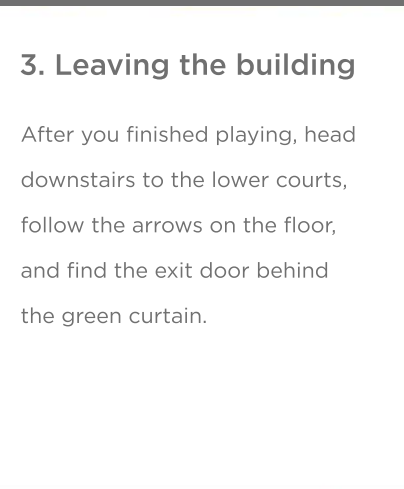 3. Leaving the building
After you finished playing, head
downstairs to the lower courts,
follow the arrows on the floor,
and find the exit door behind
the green curtain.